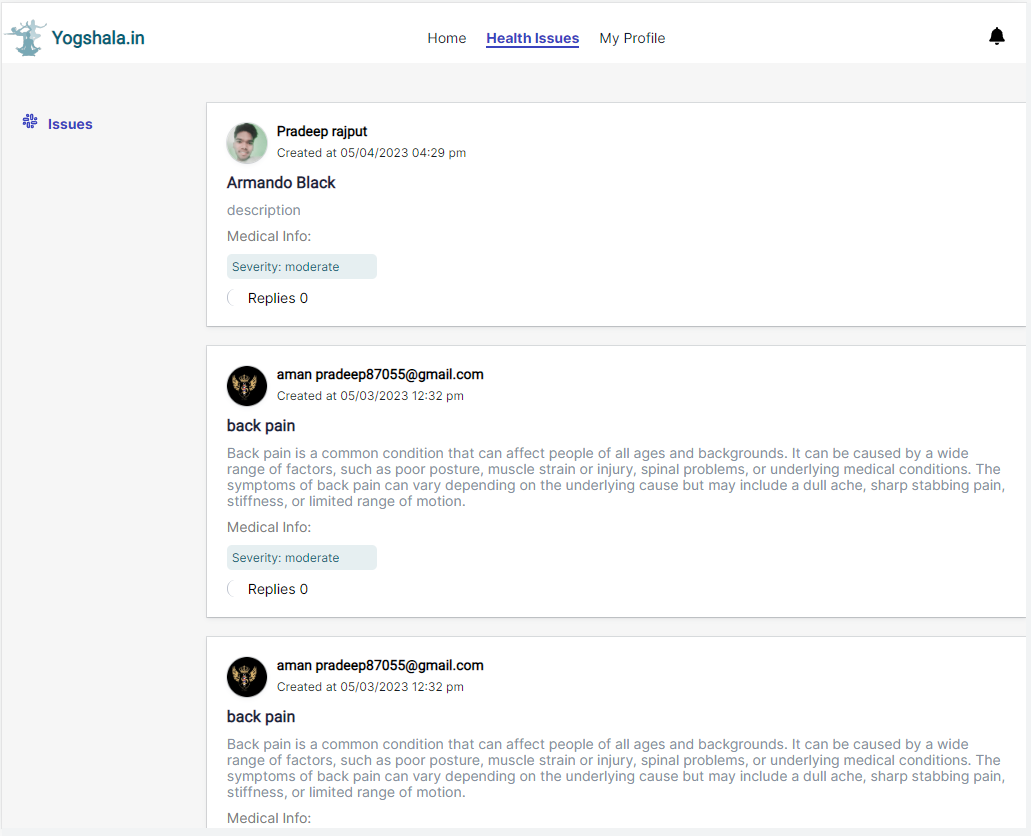 Yogshala.in
Home Health Issues My Profile
Issues
Pradeep rajput
Created at 05/04/2023 04:29 pm
Armando Black
description
Medical Info:
Severity: moderate
Replies 0
aman pradeep87055@gmail.com
Created at 05/03/2023 12:32 pm
back pain
Back pain is a common condition that can affect people of all ages and backgrounds. It can be caused by a wide
range of factors, such as poor posture, muscle strain or injury, spinal problems, or underlying medical conditions. The
symptoms of back pain can vary depending on the underlying cause but may include a dull ache, sharp stabbing pain,
stiffness, or limited range of motion.
Medical Info:
Severity: moderate
Replies 0
aman pradeep87055@gmail.com
Created at 05/03/2023 12:32 pm
back pain
Back pain is a common condition that can affect people of all ages and backgrounds. It can be caused by a wide
range of factors, such as poor posture, muscle strain or injury, spinal problems, or underlying medical conditions. The
symptoms of back pain can vary depending on the underlying cause but may include a dull ache, sharp stabbing pain,
stiffness, or limited range of motion.
Medical Info: